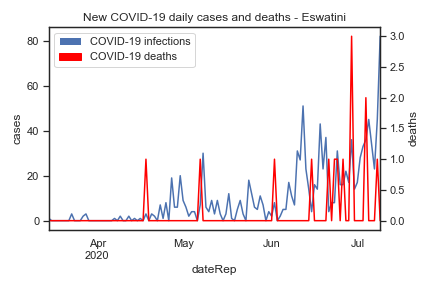 New COVID-19 daily cases and deaths - Eswatini
COVID-19 infections
COVID-19 deaths
cases
80
60
40
20
0
deaths
3.0
2.5
2.0
1.5
1.0
0.5
0.0
Apr
2020
May
Jun
Jul
dateRep